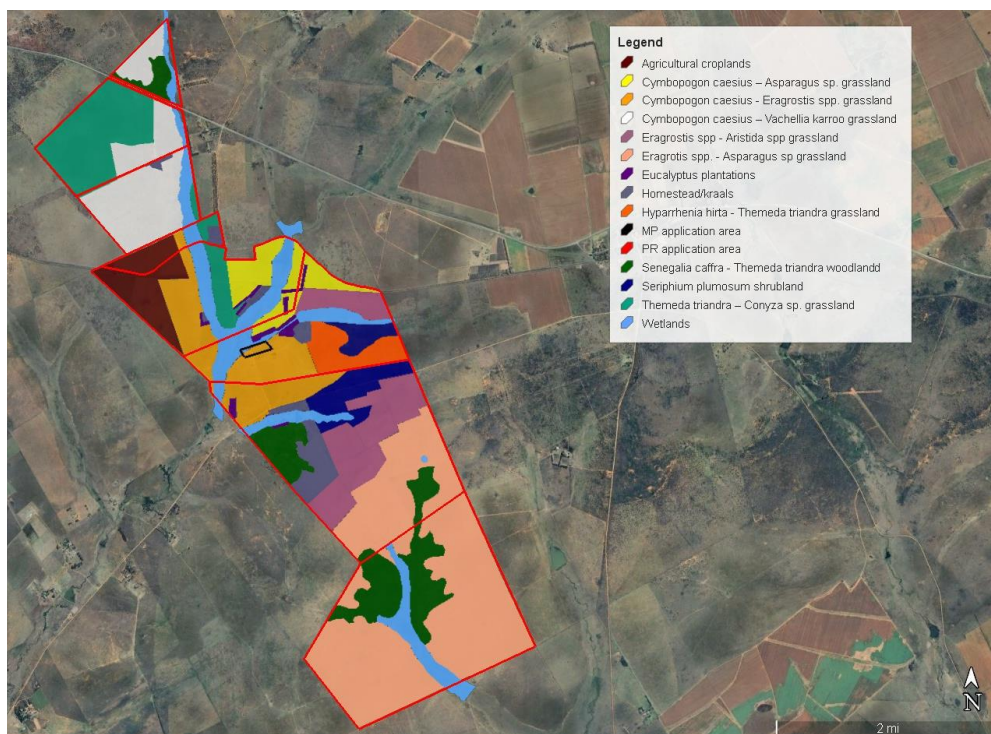 Legend
Agricultural croplands
Cymbopogon caesius – Asparagus sp. grassland
Cymbopogon caesius - Eragrostis spp. grassland
Cymbopogon caesius – Vachellia karroo grassland
Eragrostis spp - Aristida spp grassland
Eragrotis spp. - Asparagus sp grassland
Eucalyptus plantations
Homestead/kraals
Hyparrhenia hirta - Themeda triandra grassland
MP application area
PR application area
Senegalia caffra - Themeda triandra woodlandd
Seriphium plumosum shrubland
Themeda triandra – Conyza sp. grassland
Wetlands
N
2 mi